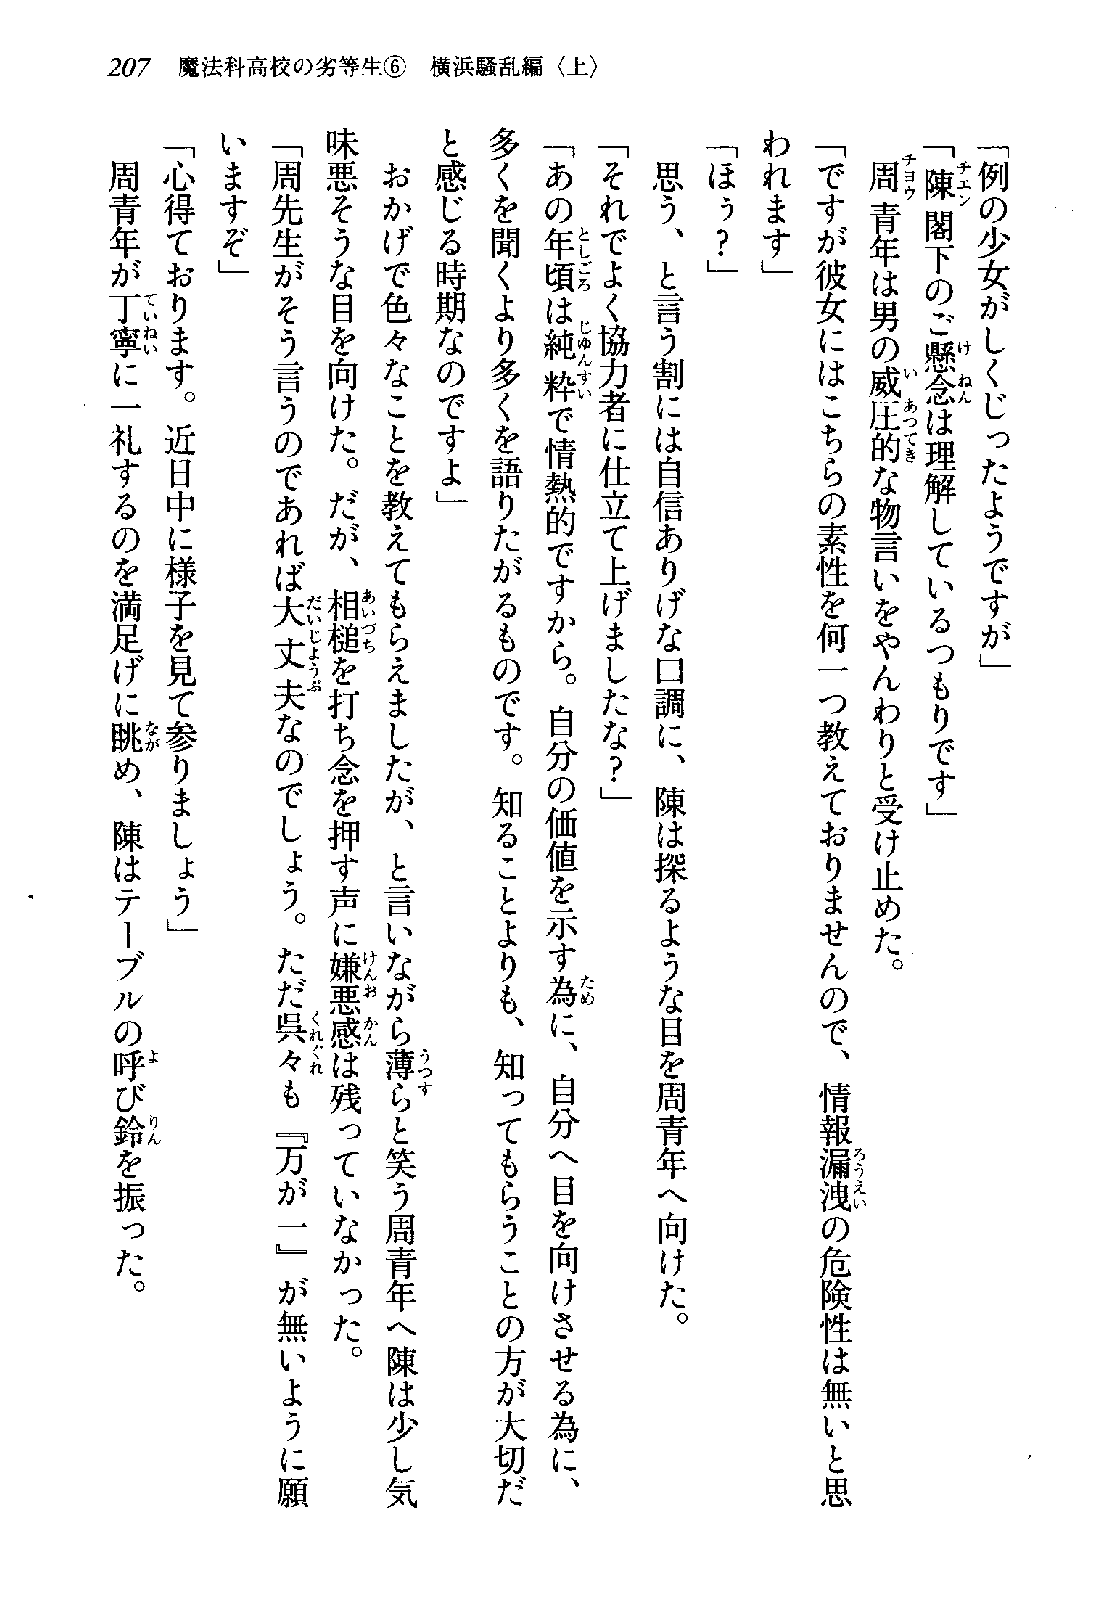 207　魔法科高校の劣等生⑥　横浜騒乱編〈上〉
「例の少女がしくじったようですが」
「陳閣下のご懸念は理解しているつもりです」
　周青年は男の威圧的な物言いをやんわりと受け止めた。
「ですが彼女にはこちらの素性を何一つ教えておりませんので、情報漏洩の危険性は無いと思
われます」
「ほぅ？」
　思う、と言う割には自信ありげな口調に、陳は探るような目を周青年へ向けた。
「それでよく協力者に仕立て上げましたな？」
「あの年頃は純粋で情熱的ですから。自分の価値を示す為に、自分へ目を向けさせる為に、
多くを聞くより多くを語りたがるものです。知ることよりも、知ってもらうことの方が大切だ
と感じる時期なのですよ」
　おかげで色々なことを教えてもらえましたが、と言いながら薄らと笑う周青年へ陳は少し気
味悪そうな目を向けた。だが、相槌を打ち念を押す声に嫌悪感は残っていなかった。
「周先生がそう言うのであれば大丈夫なのでしょう。ただ呉々も『万が一』が無いように願
いますぞ」
「心得ております。近日中に様子を見て参りましょう」
　周青年が丁寧に一礼するのを満足げに眺め、陳はテーブルの呼び鈴を振った。